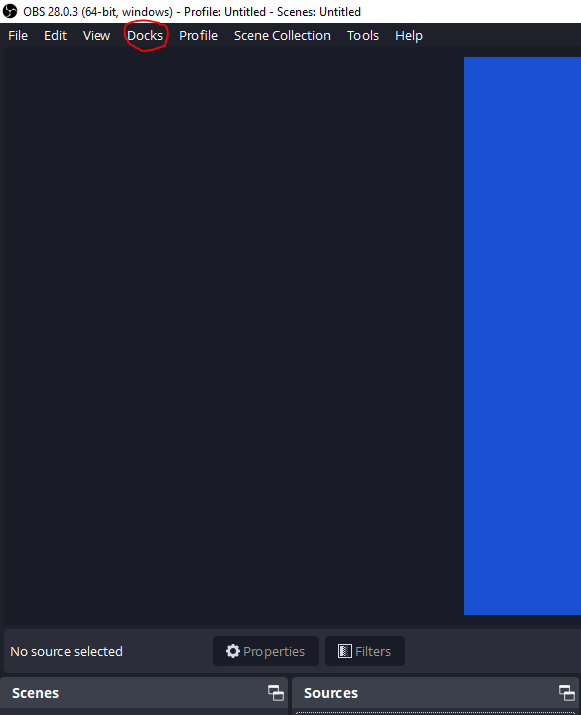 OBS 28.0.3 (64-bit, windows) - Profile: Untitled - Scenes: Untitled
File Edit View Docks Profile Scene Collection Tools Help
No source selected Properties Filters
Scenes Sources